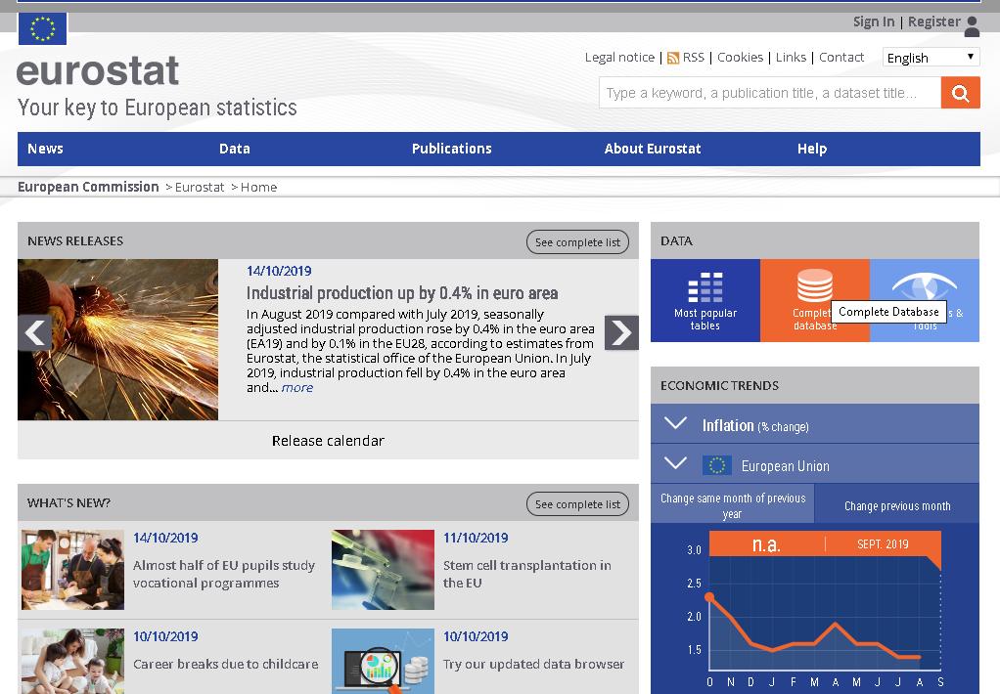 Sign In | Register
Legal notice | RSS | Cookies | Links | Contact
English
eurostat
Your key to European statistics
Type a keyword, a publication title, a dataset title...
News Data Publications About Eurostat Help
European Commission > Eurostat > Home
NEWS RELEASES
See complete list
14/10/2019
Industrial production up by 0.4% in euro area
In August 2019 compared with July 2019, seasonally
adjusted industrial production rose by 0.4% in the euro area
(EA19) and by 0.1% in the EU28, according to estimates from
Eurostat, the statistical office of the European Union. In July
2019, industrial production fell by 0.4% in the euro area
and... more
Release calendar
WHAT'S NEW?
See complete list
14/10/2019
Almost half of EU pupils study
vocational programmes
11/10/2019
Stem cell transplantation in
the EU
10/10/2019
Career breaks due to childcare
10/10/2019
Try our updated data browser
DATA
Most popular
tables
database
Complete Database
s &
Tools
ECONOMIC TRENDS
Inflation (% change)
European Union
Change same month of previous
year
Change previous month
n.a.
SEPT. 2019
3.0
2.5
2.0
1.5
O N D J F M A M J J A S